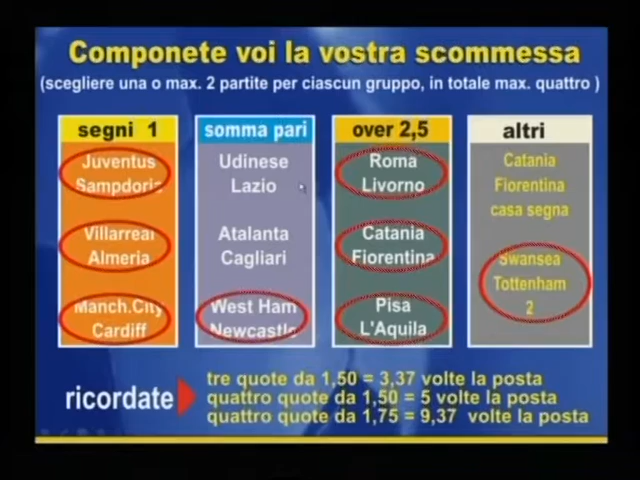 Componete voi la vostra scommessa
(scegliere una o max. 2 partite per ciascun gruppo, in totale max. quattro )
segni 1
Juventus
Sampdoria
Villarreal
Almeria
Manch.City
Cardiff
somma pari
Udinese
Lazio
Atalanta
Cagliari
West Ham
Newcastle
over 2,5
Roma
Livorno
Catania
Fiorentina
Pisa
L'Aquila
altri
Catania
Fiorentina
casa segna
Swansea
Tottenham
2
ricordate
tre quote da 1,50 = 3,37 volte la posta
quattro quote da 1,50 = 5 volte la posta
quattro quote da 1,75 = 9,37 volte la posta